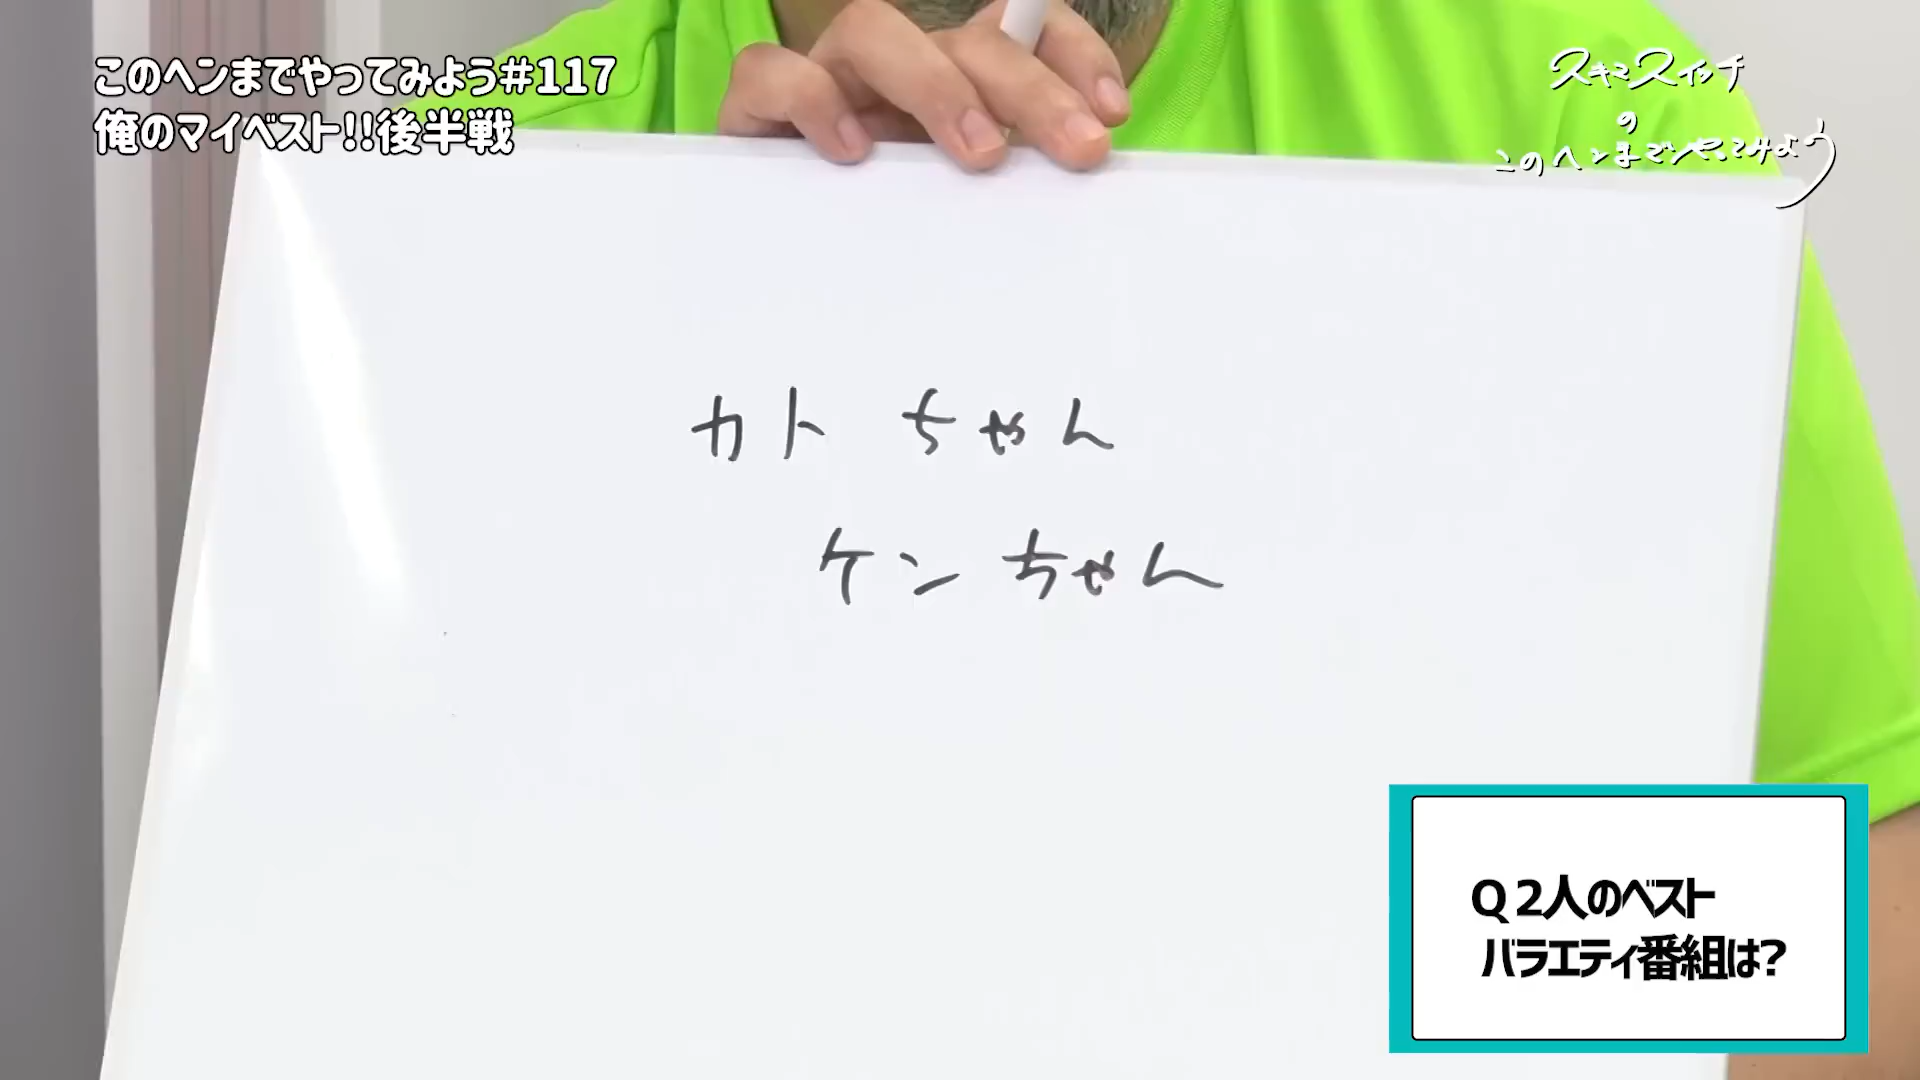 このヘンまでやってみよう#117
俺のマイベスト!!後半戦
スキマスイッチ
の
このヘンまでやってみよう
カトちゃん
ケンちゃん
Q 2人のベスト
バラエティ番組は?